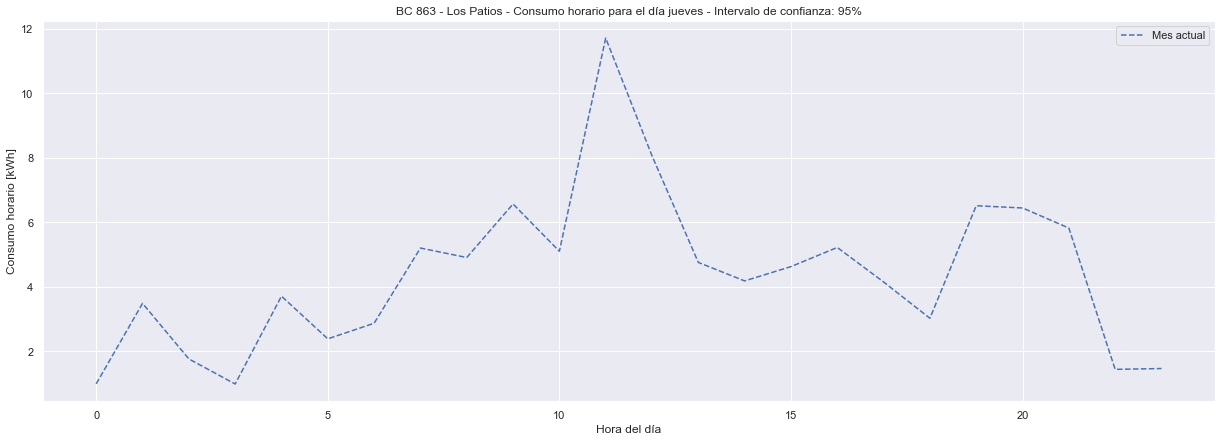 BC 863 - Los Patios - Consumo horario para el día jueves - Intervalo de confianza: 95%
Mes actual
Consumo horario [kWh]
12
10
8
6
4
2
0 5 10 15 20
Hora del día